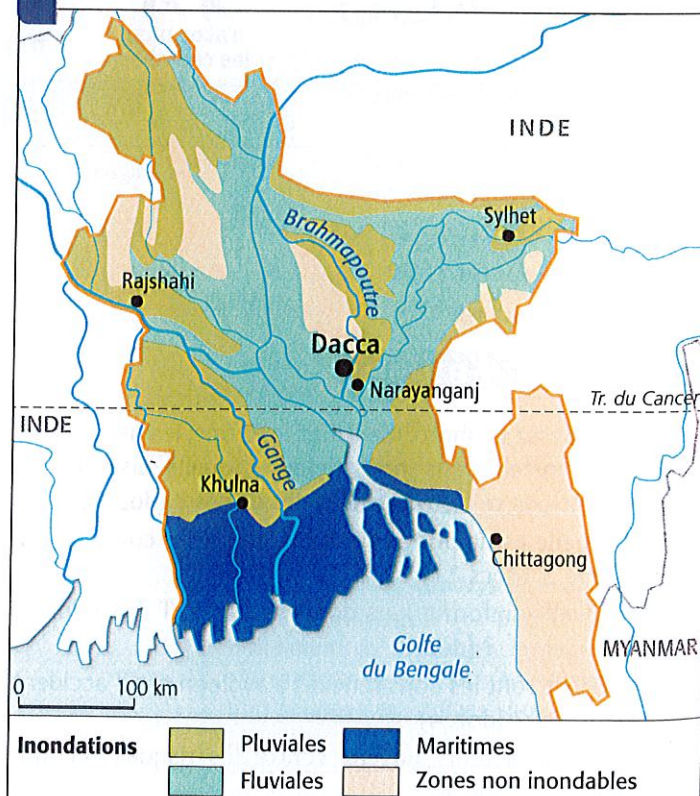 INDE
Sylhet
Brahmapoutre
Rajshahi
Dacca
Narayanganj
Tr. du Cancer
INDE
Gange
Khulna
Chittagong
MYANMAR
Golfe
du Bengale
0 100 km
Inondations Pluviales Maritimes
Fluviales Zones non inondables